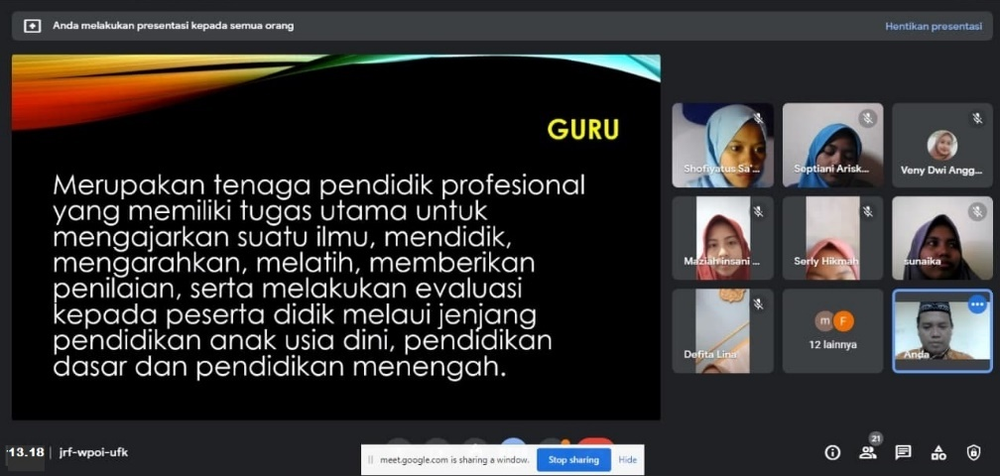 Anda melakukan presentasi kepada semua orang
Hentikan presentasi
GURU
Merupakan tenaga pendidik profesional
yang memiliki tugas utama untuk
mengajarkan suatu ilmu, mendidik,
mengarahkan, melatih, memberikan
penilaian, serta melakukan evaluasi
kepada peserta didik melaui jenjang
pendidikan anak usia dini, pendidikan
dasar dan pendidikan menengah.
Shofiyatus Sa'...
Septiani Arisk...
Veny Dwi Angg...
Maziah insani ...
Serly Hikmah
sunaika
Defita Lina
m F
12 lainnya
Anda
13.18 | jrf-wpoi-ufk
meet.google.com is sharing a window.
Stop sharing
Hide
21